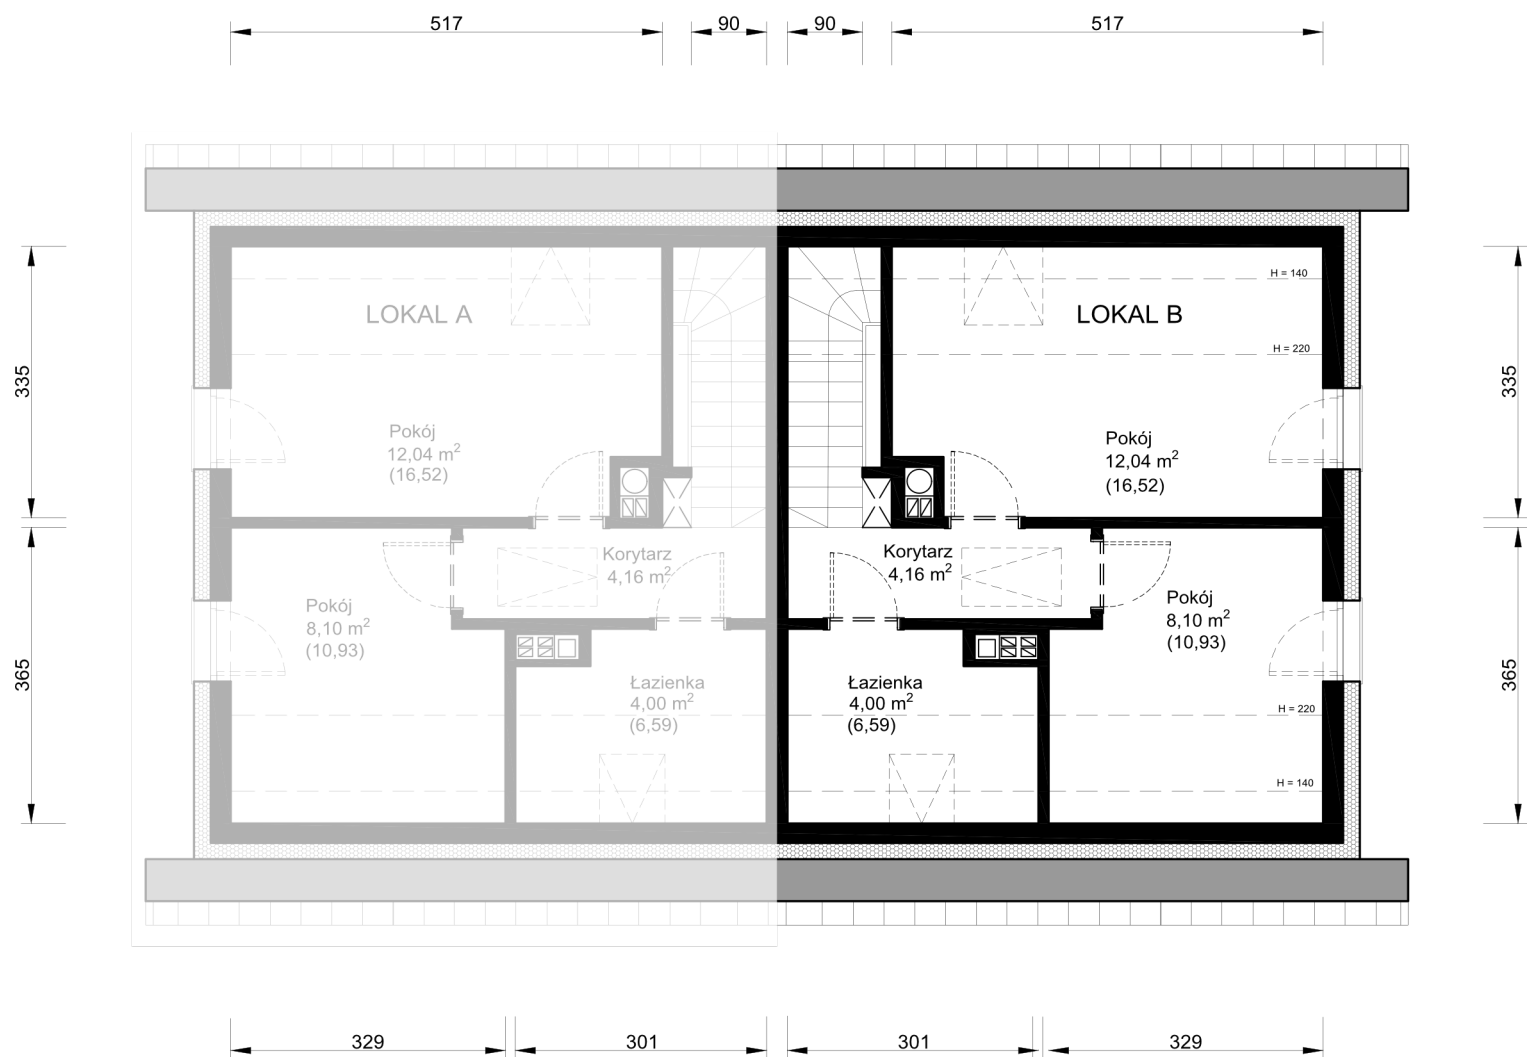 517 90 90 517
H = 140
LOKAL A LOKAL B
H = 220
335 335
Pokój
12,04 m²
(16,52)
Pokój
12,04 m²
(16,52)
Korytarz
4,16 m²
Korytarz
4,16 m²
Pokój
8,10 m²
(10,93)
Pokój
8,10 m²
(10,93)
365 365
Łazienka
4,00 m²
(6,59)
Łazienka
4,00 m²
(6,59)
H = 220
H = 140
329 301 301 329